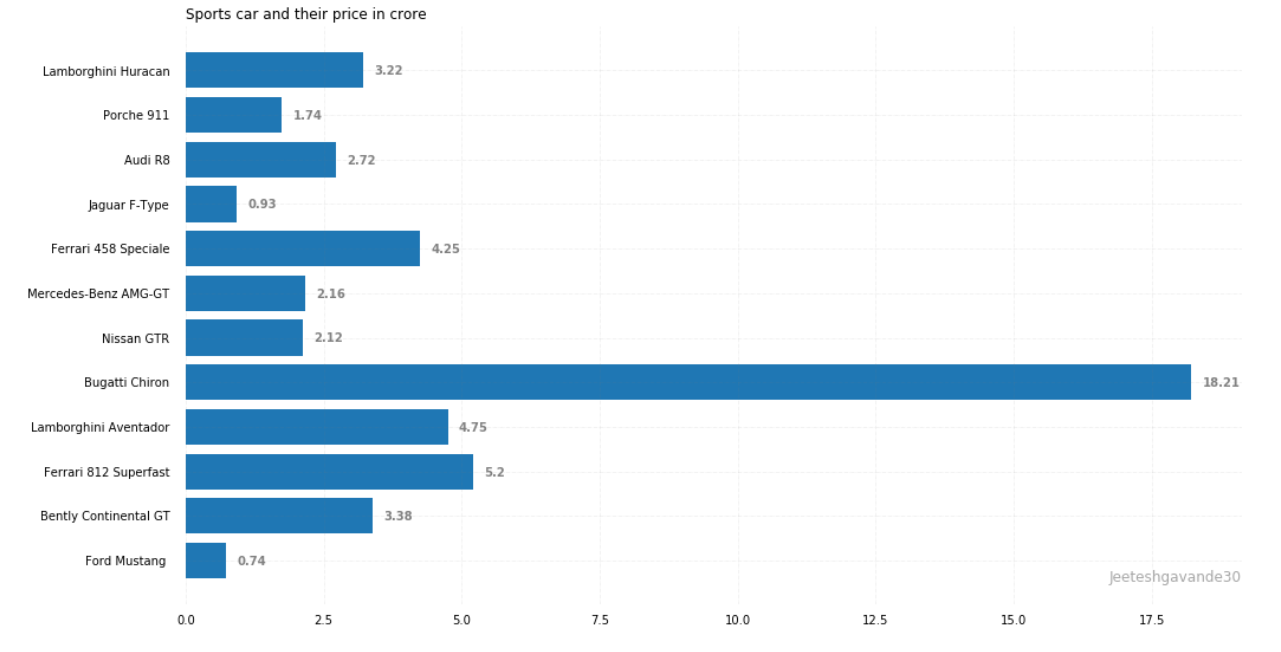 Sports car and their price in crore
Lamborghini Huracan 3.22
Porche 911 1.74
Audi R8 2.72
Jaguar F-Type 0.93
Ferrari 458 Speciale 4.25
Mercedes-Benz AMG-GT 2.16
Nissan GTR 2.12
Bugatti Chiron 18.21
Lamborghini Aventador 4.75
Ferrari 812 Superfast 5.2
Bently Continental GT 3.38
Ford Mustang 0.74
Jeeteshgavande30
0.0 2.5 5.0 7.5 10.0 12.5 15.0 17.5